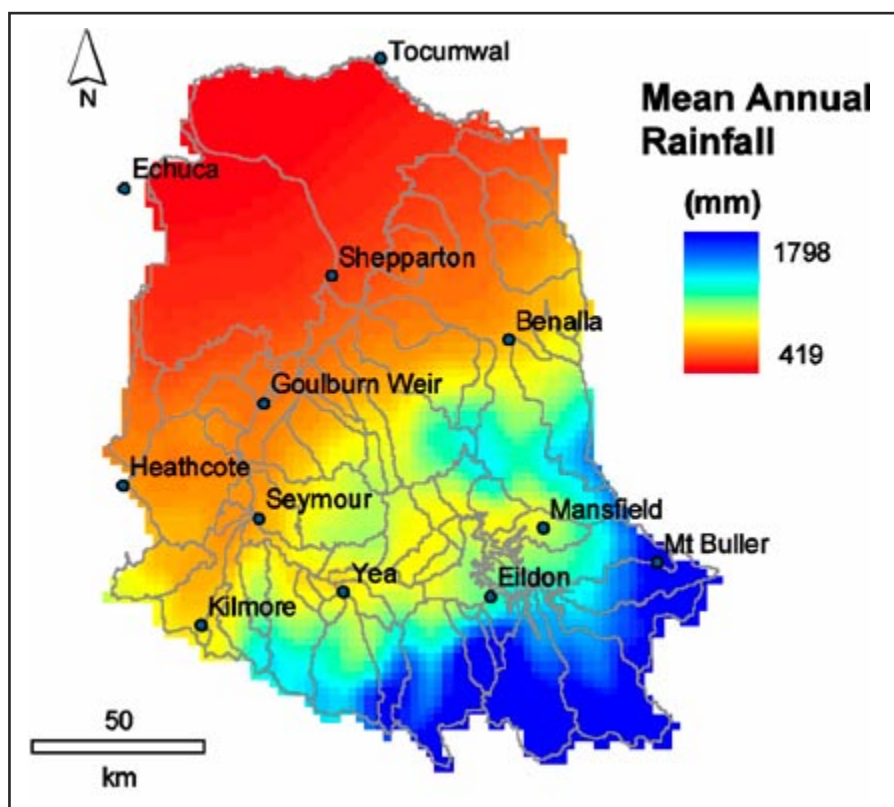 Tocumwal
N
Mean Annual
Rainfall
Echuca
(mm)
1798
Shepparton
419
Benalla
Goulburn Weir
Heathcote
Seymour
Mansfield
Mt Buller
Yea
Eildon
Kilmore
50
km